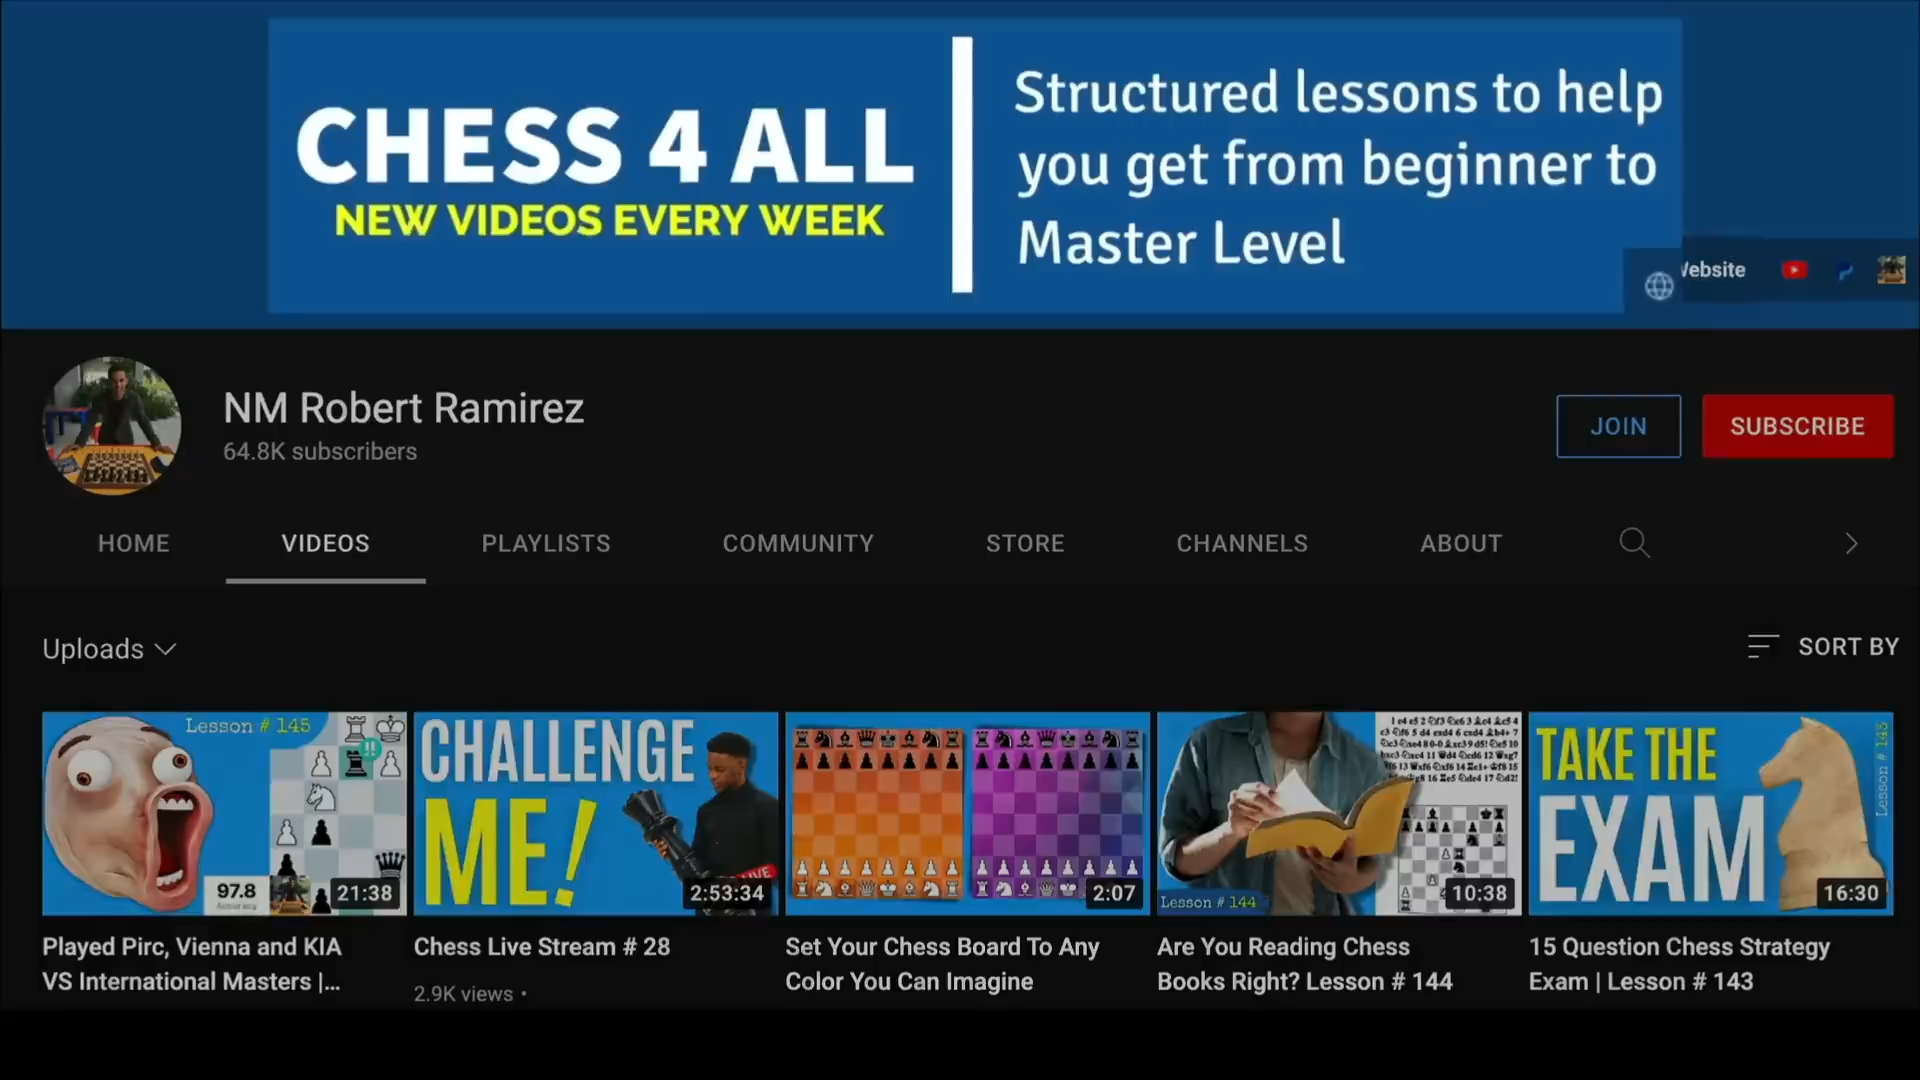 CHESS 4 ALL
NEW VIDEOS EVERY WEEK
Structured lessons to help
you get from beginner to
Master Level
Website
NM Robert Ramirez
64.8K subscribers
JOIN
SUBSCRIBE
HOME
VIDEOS
PLAYLISTS
COMMUNITY
STORE
CHANNELS
ABOUT
Uploads
SORT BY
Lesson # 145
97.8
Accuracy
21:38
CHALLENGE
ME!
LIVE
2:53:34
2:07
Lesson # 144
10:38
TAKE THE
EXAM
Lesson # 143
16:30
Played Pirc, Vienna and KIA
VS International Masters |...
Chess Live Stream # 28
2.9K views •
Set Your Chess Board To Any
Color You Can Imagine
Are You Reading Chess
Books Right? Lesson # 144
15 Question Chess Strategy
Exam | Lesson # 143